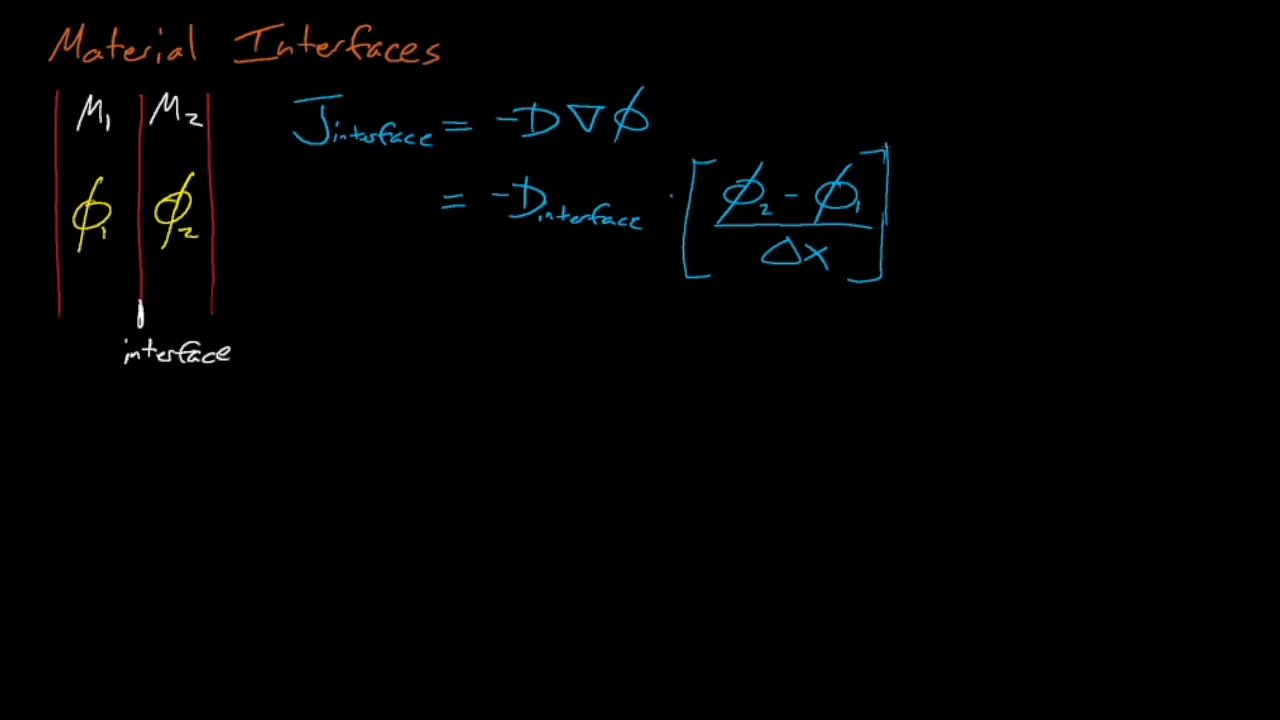 Material Interfaces
M₁ M₂
ϕ₁ ϕ₂
interface
J_interface = -D∇ϕ
= -D_interface · [(ϕ₂ - ϕ₁) / Δx]